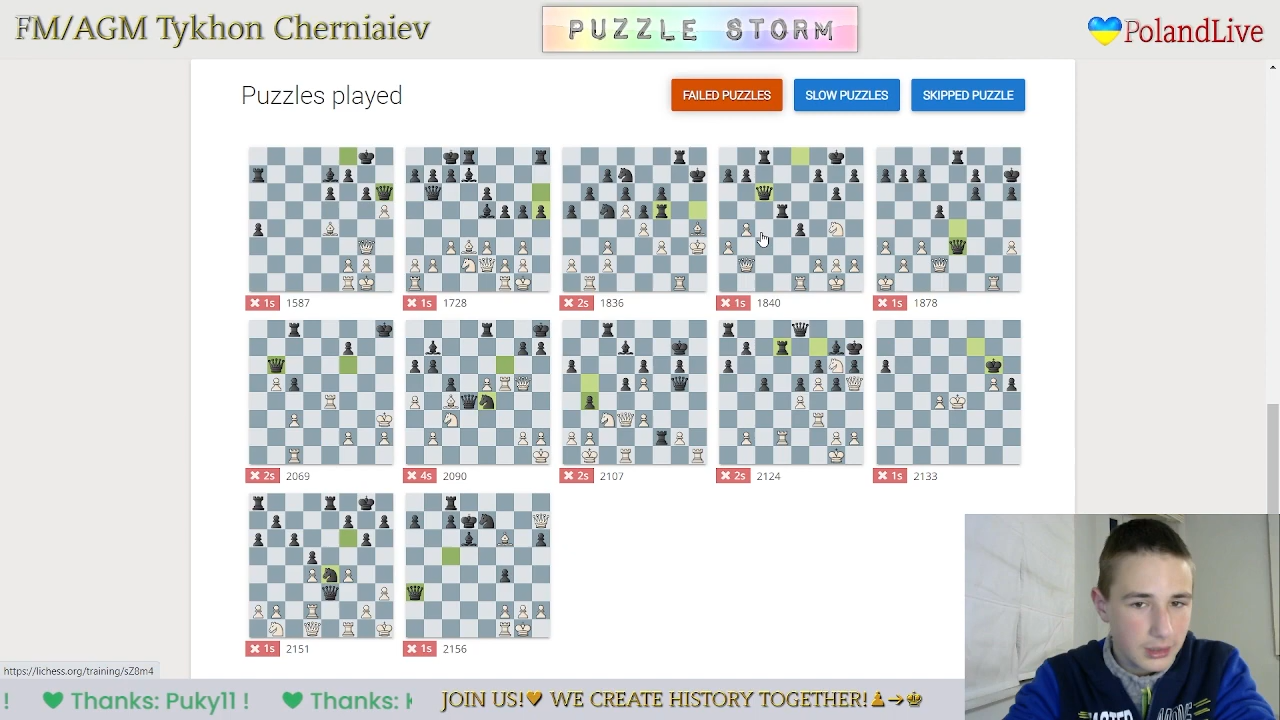 FM/AGM Tykhon Cherniaiev
PUZZLE STORM
PolandLive
Puzzles played
FAILED PUZZLES
SLOW PUZZLES
SKIPPED PUZZLE
1s 1587
1s 1728
2s 1836
1s 1840
1s 1878
2s 2069
4s 2090
2s 2107
2s 2124
1s 2133
1s 2151
1s 2156
https://lichess.org/training/sZ8m4
! Thanks: Puky11 ! Thanks:
JOIN US! WE CREATE HISTORY TOGETHER!